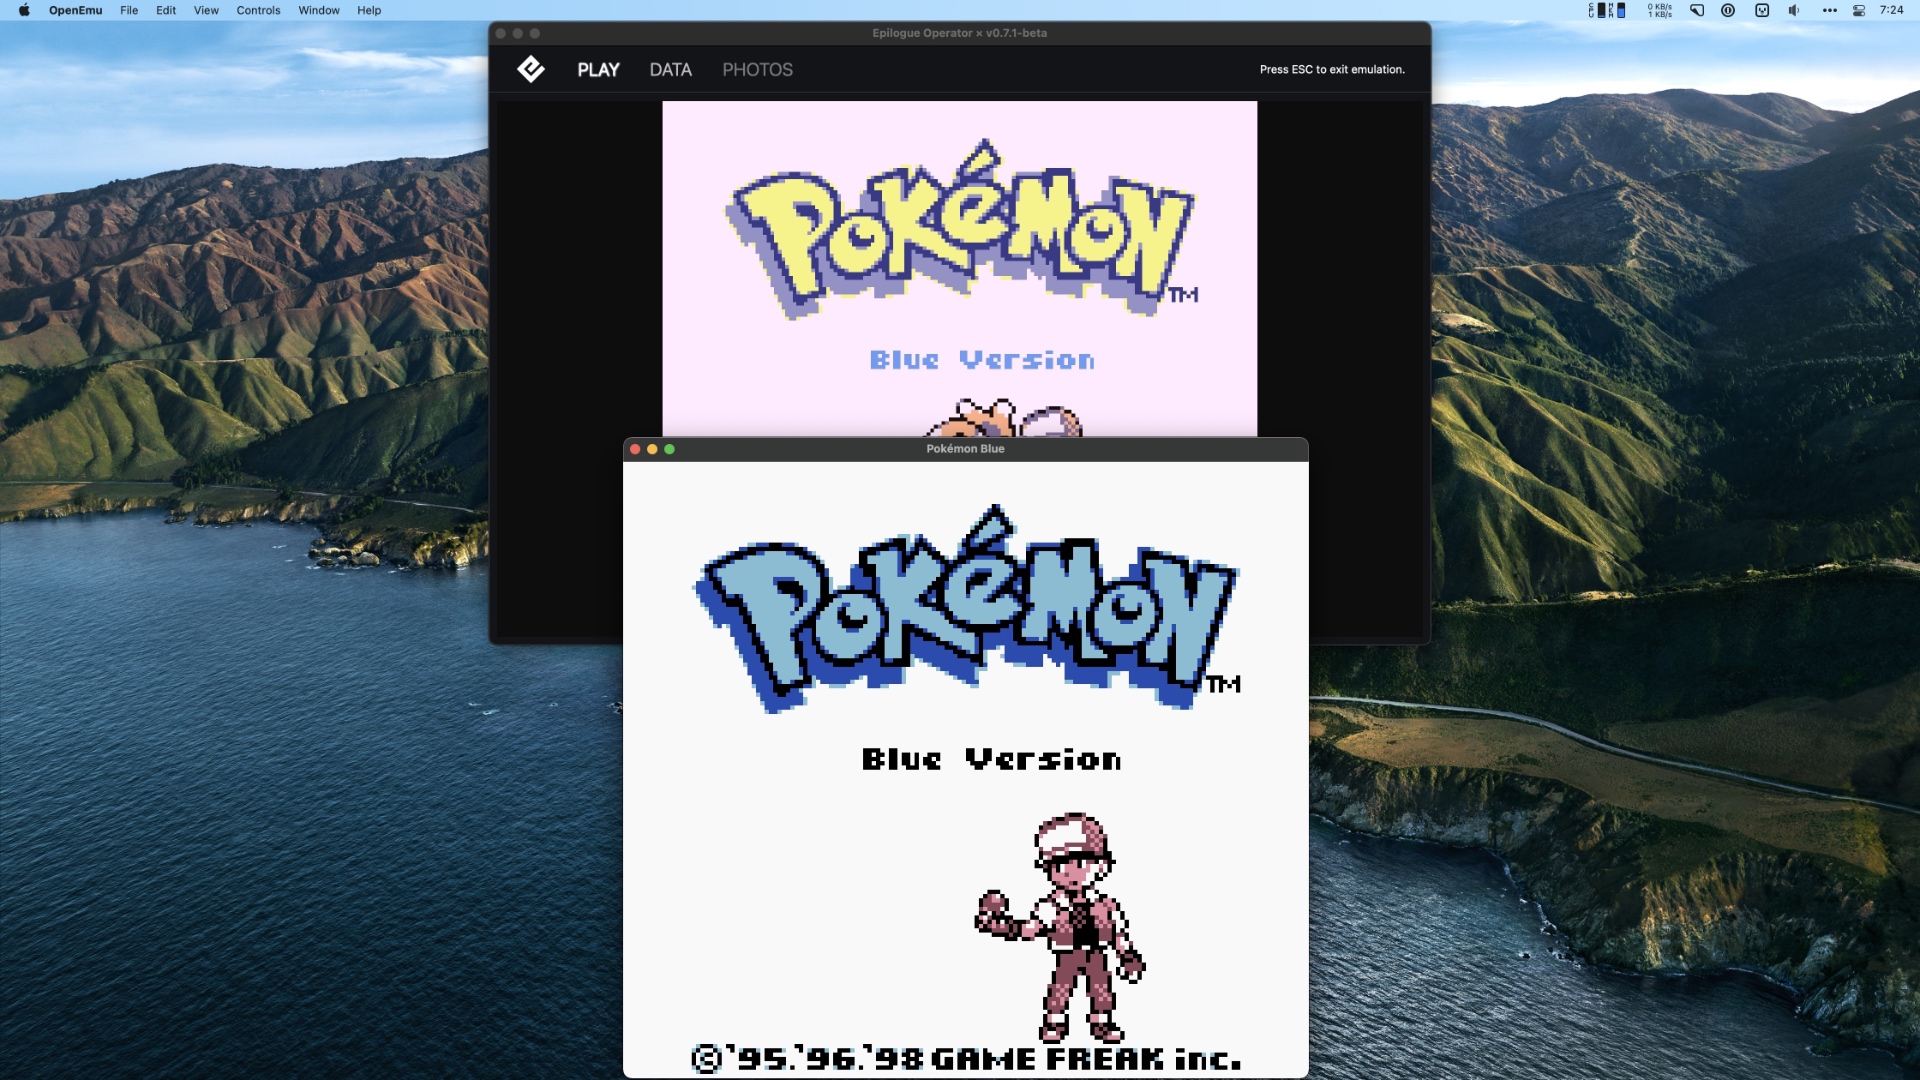 OpenEmu File Edit View Controls Window Help
CPU MEM 0 KB/s
1 KB/s
7:24
Epilogue Operator × v0.7.1-beta
PLAY DATA PHOTOS Press ESC to exit emulation.
POKéMON TM
Blue Version
Pokémon Blue
POKéMON TM
Blue Version
©'95.'96.'98 GAME FREAK inc.